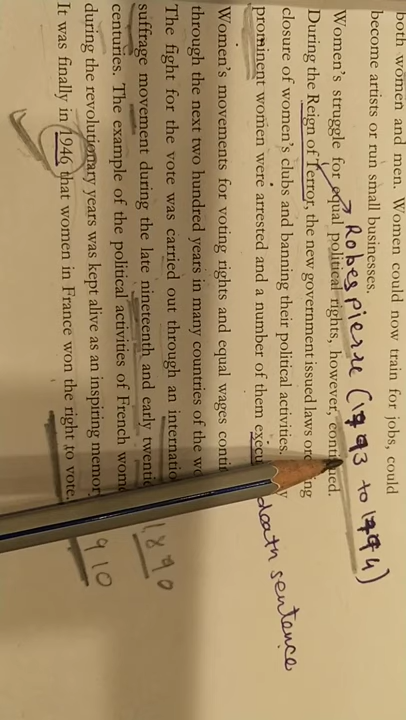 both women and men. Women could now train for jobs, could
become artists or run small businesses.
Robespierre (1793 to 1794)
Women's struggle for equal political rights, however, continued.
During the Reign of Terror, the new government issued laws ordering
closure of women's clubs and banning their political activities.
prominent women were arrested and a number of them execu
death sentence
Women's movements for voting rights and equal wages conti
through the next two hundred years in many countries of the wo
The fight for the vote was carried out through an internatio
suffrage movement during the late nineteenth and early twentie
1890
centuries. The example of the political activities of French wome
during the revolutionary years was kept alive as an inspiring memor
910
It was finally in 1946 that women in France won the right to vote.